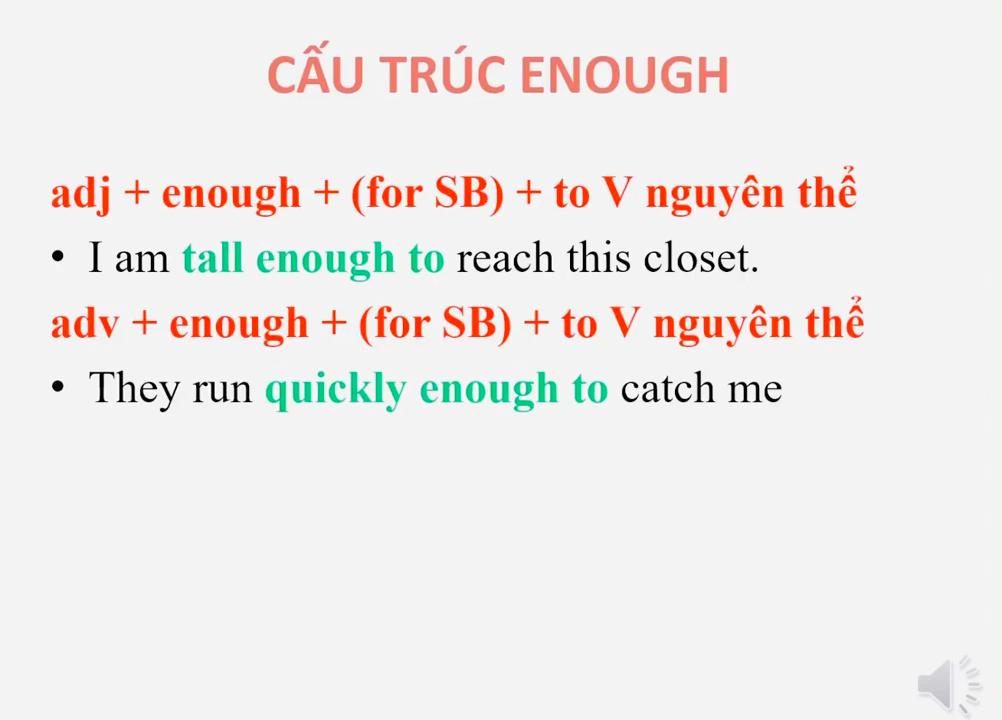 CẤU TRÚC ENOUGH
adj + enough + (for SB) + to V nguyên thể
• I am tall enough to reach this closet.
adv + enough + (for SB) + to V nguyên thể
• They run quickly enough to catch me